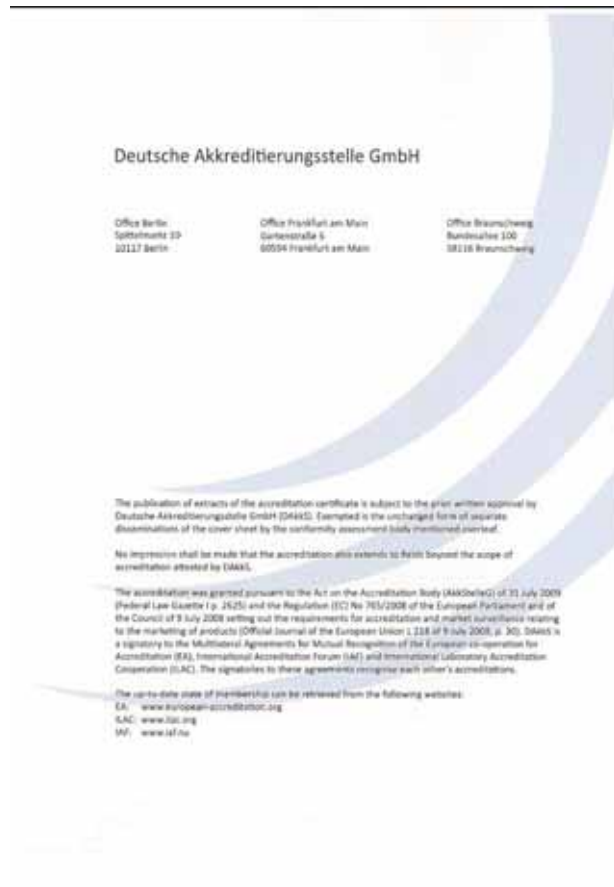 Deutsche Akkreditierungsstelle GmbH
Office Berlin
Spittelmarkt 10
10117 Berlin
Office Frankfurt am Main
Gartenstraße 6
60594 Frankfurt am Main
Office Braunschweig
Bundesallee 100
38116 Braunschweig
The publication of extracts of the accreditation certificate is subject to the prior written approval by
Deutsche Akkreditierungsstelle GmbH (DAkkS). Exempted is the unchanged form of separate
disseminations of the cover sheet by the conformity assessment body mentioned overleaf.
No impression shall be made that the accreditation also extends to fields beyond the scope of
accreditation attested by DAkkS.
The accreditation was granted pursuant to the Act on the Accreditation Body (AkkStelleG) of 31 July 2009
(Federal Law Gazette I p. 2625) and the Regulation (EC) No 765/2008 of the European Parliament and of
the Council of 9 July 2008 setting out the requirements for accreditation and market surveillance relating
to the marketing of products (Official Journal of the European Union L 218 of 9 July 2008, p. 30). DAkkS is
a signatory to the Multilateral Agreements for Mutual Recognition of the European co-operation for
Accreditation (EA), International Accreditation Forum (IAF) and International Laboratory Accreditation
Cooperation (ILAC). The signatories to these agreements recognise each other's accreditations.
The up-to-date state of membership can be retrieved from the following websites:
EA: www.european-accreditation.org
ILAC: www.ilac.org
IAF: www.iaf.nu